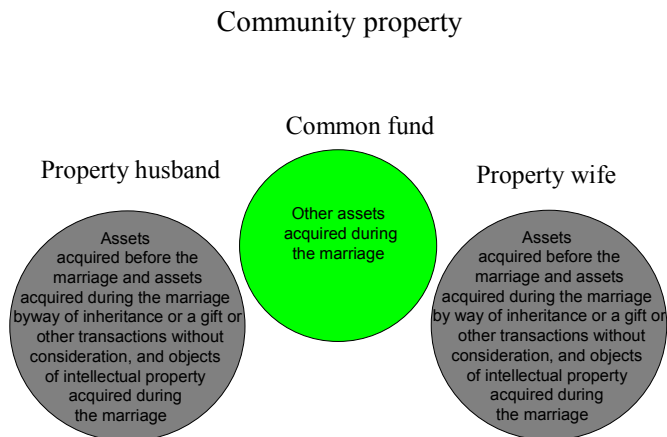 Community property
Common fund
Property husband
Property wife
Other assets
acquired during
the marriage
Assets
acquired before the
marriage and assets
acquired during the marriage
byway of inheritance or a gift or
other transactions without
consideration, and objects
of intellectual property
acquired during
the marriage
Assets
acquired before the
marriage and assets
acquired during the marriage
by way of inheritance or a gift or
other transactions without
consideration, and objects
of intellectual property
acquired during
the marriage